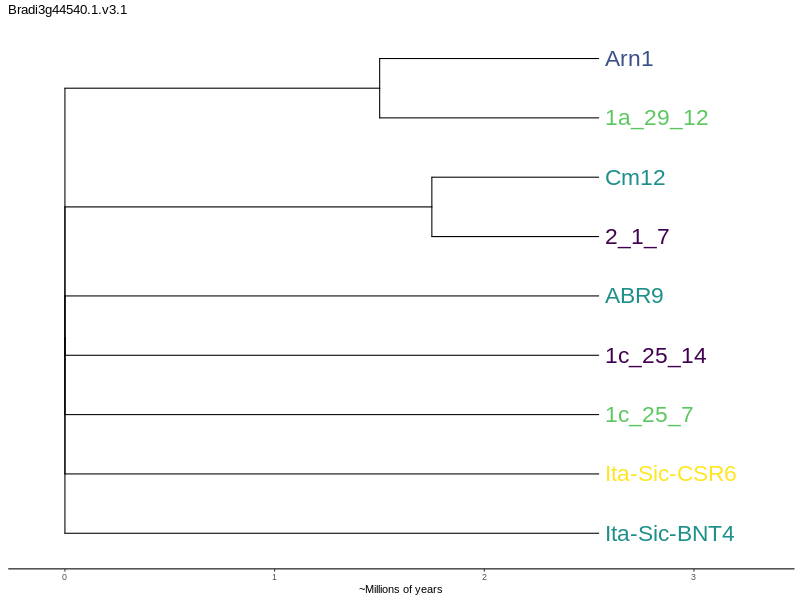 Bradi3g44540.1.v3.1
Arn1
1a_29_12
Cm12
2_1_7
ABR9
1c_25_14
1c_25_7
Ita-Sic-CSR6
Ita-Sic-BNT4
0 1 2 3
~Millions of years